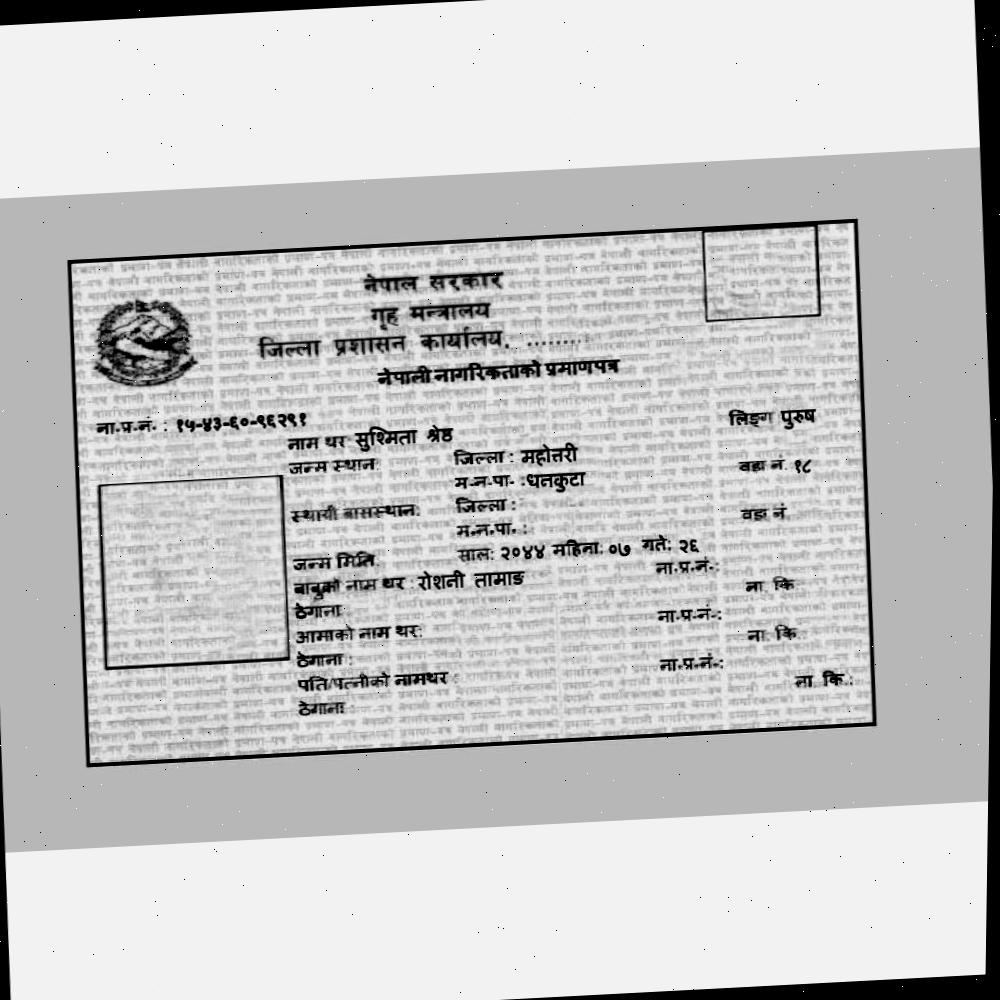 नेपाल सरकार
गृह मन्त्रालय
जिल्ला प्रशासन कार्यालय, .........
नेपाली नागरिकताको प्रमाणपत्र
ना.प्र.नं. : १५-४३-६०-९६२९१
लिङ्ग पुरुष
नाम थर सुश्मिता श्रेष्ठ
जन्म स्थान: जिल्ला : महोत्तरी
म.न.पा. : धनकुटा वडा नं. १८
स्थायी बासस्थान: जिल्ला :
म.न.पा. : वडा नं.
जन्म मिति: साल: २०४४ महिना: ०७ गते: २६
बाबुको नाम थर : रोशनी तामाङ ना.प्र.नं.:
ठेगाना: ना. कि.
आमाको नाम थर: ना.प्र.नं.:
ठेगाना : ना. कि.:
पति/पत्नीको नामथर : ना.प्र.नं.:
ठेगाना : ना. कि.: